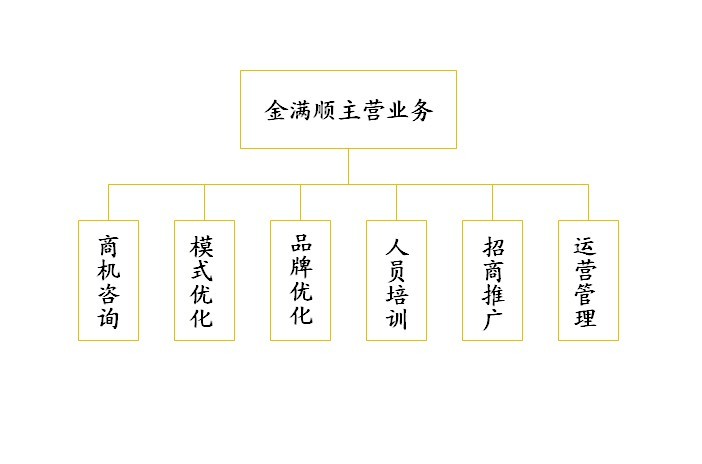 金满顺主营业务
商机咨询
模式优化
品牌优化
人员培训
招商推广
运营管理